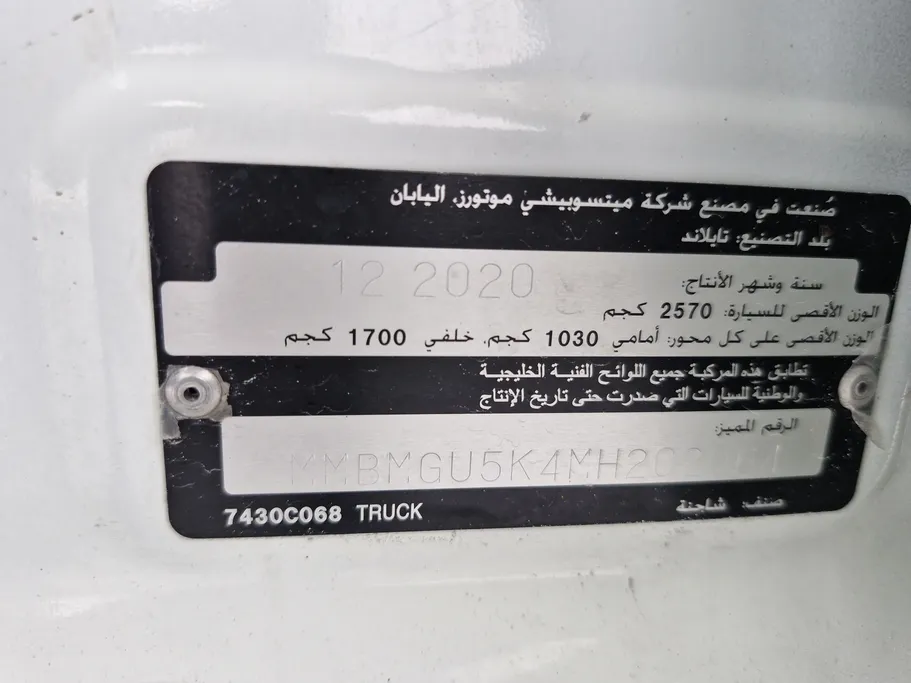 صُنعت في مصنع شركة ميتسوبيشي موتورز، اليابان
بلد التصنيع: تايلاند
سنة وشهر الأنتاج: 12 2020
الوزن الأقصى للسيارة: 2570 كجم
الوزن الأقصى على كل محور: أمامي 1030 كجم، خلفي 1700 كجم
تطابق هذه المركبة جميع اللوائح الفنية الخليجية
والوطنية للسيارات التي صدرت حتى تاريخ الإنتاج
الرقم المميز:
صنف: شاحنة
7430C068 TRUCK